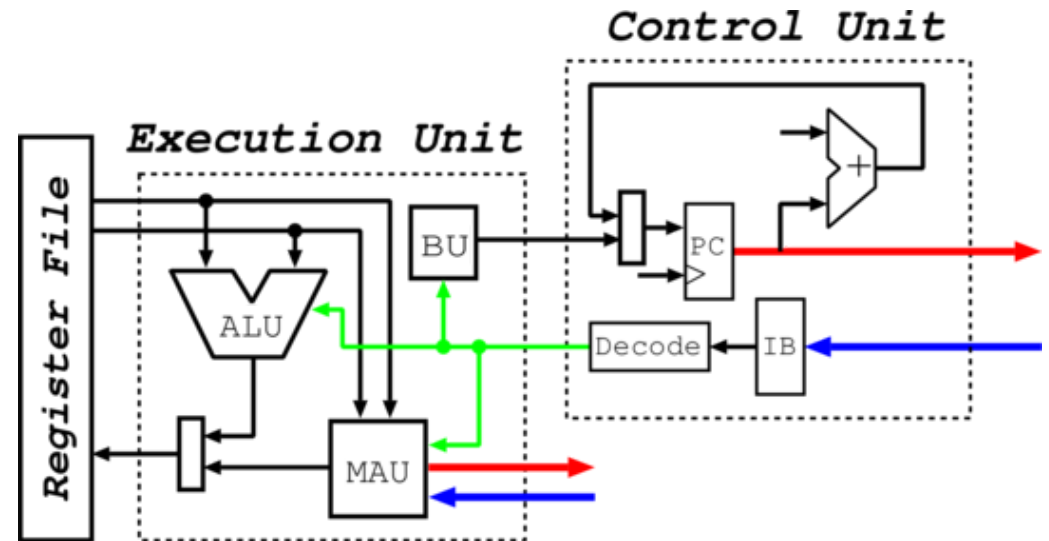 Control Unit
Execution Unit
Register File
+
BU
PC
ALU
Decode
IB
MAU